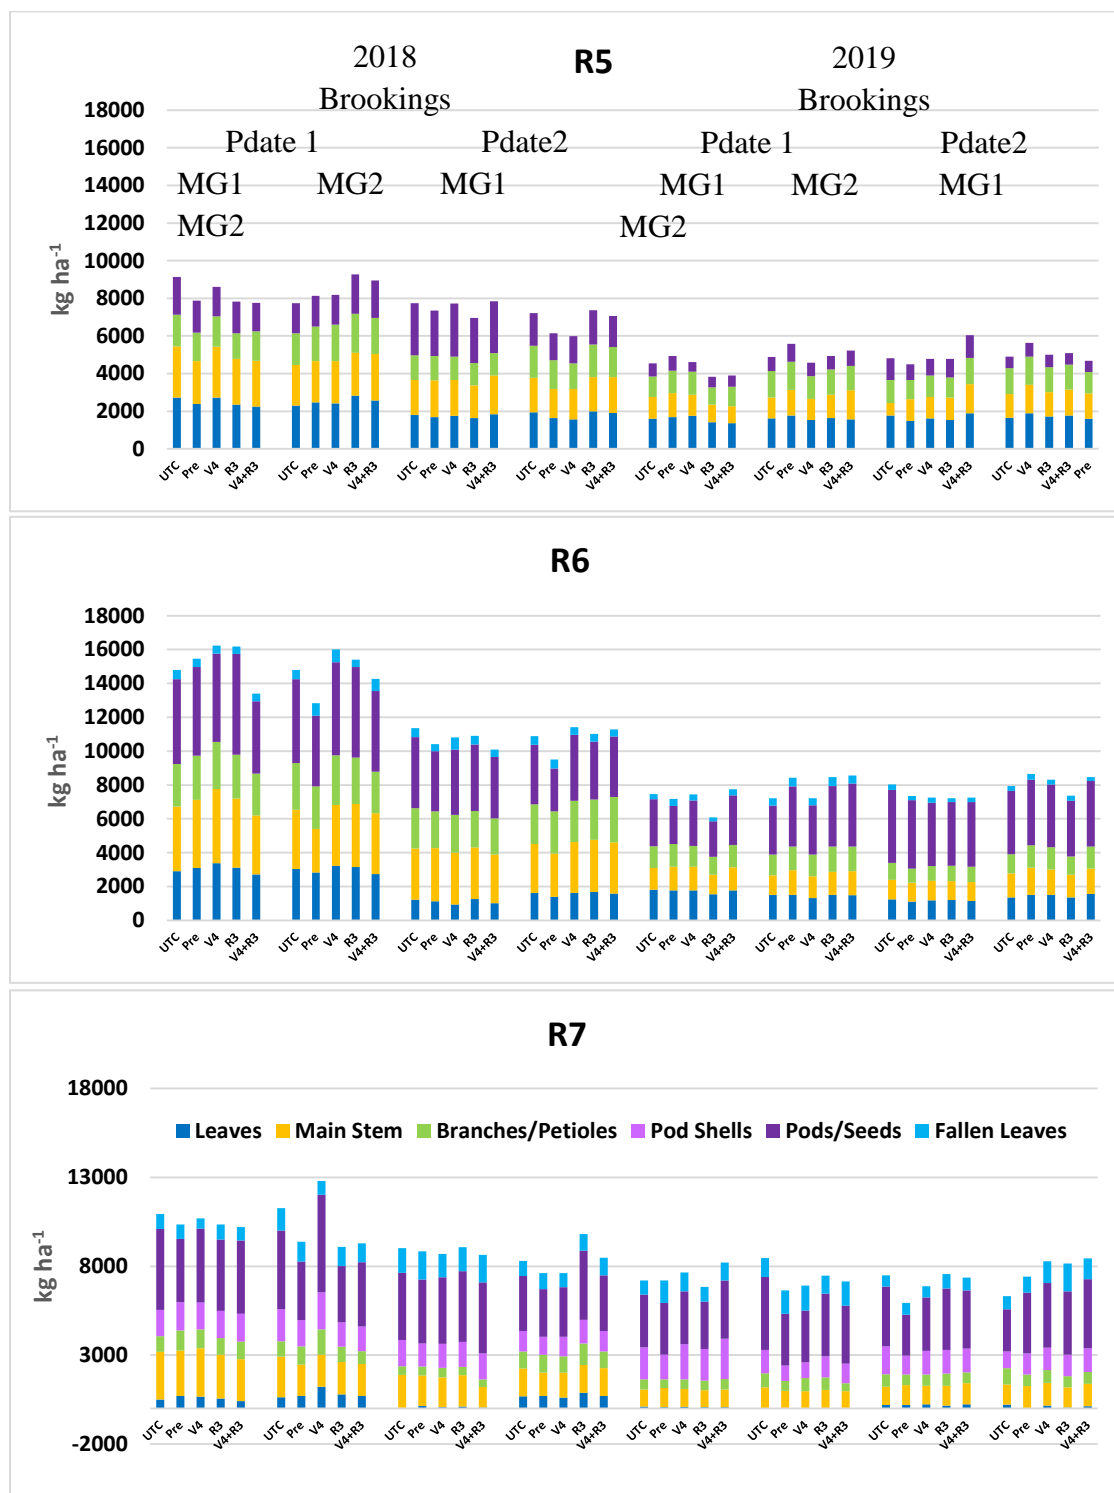 2018 R5 2019
Brookings Brookings
18000
16000
Pdate 1 Pdate2 Pdate 1 Pdate2
14000
MG1 MG2 MG1 MG1 MG2 MG1
12000
MG2 MG2
10000
8000
6000
4000
2000
0
kg ha-1
UTC Pre V4 R3 V4+R3 UTC Pre V4 R3 V4+R3 UTC Pre V4 R3 V4+R3 UTC Pre V4 R3 V4+R3 UTC Pre V4 R3 V4+R3 UTC Pre V4 R3 V4+R3 UTC Pre V4 R3 V4+R3 UTC V4 R3 V4+R3 Pre
R6
18000
16000
14000
12000
10000
8000
6000
4000
2000
0
kg ha-1
UTC Pre V4 R3 V4+R3 UTC Pre V4 R3 V4+R3 UTC Pre V4 R3 V4+R3 UTC Pre V4 R3 V4+R3 UTC Pre V4 R3 V4+R3 UTC Pre V4 R3 V4+R3 UTC Pre V4 R3 V4+R3 UTC Pre V4 R3 V4+R3
R7
18000
Leaves Main Stem Branches/Petioles Pod Shells Pods/Seeds Fallen Leaves
13000
8000
3000
-2000
kg ha-1
UTC Pre V4 R3 V4+R3 UTC Pre V4 R3 V4+R3 UTC Pre V4 R3 V4+R3 UTC Pre V4 R3 V4+R3 UTC Pre V4 R3 V4+R3 UTC Pre V4 R3 V4+R3 UTC Pre V4 R3 V4+R3 UTC Pre V4 R3 V4+R3